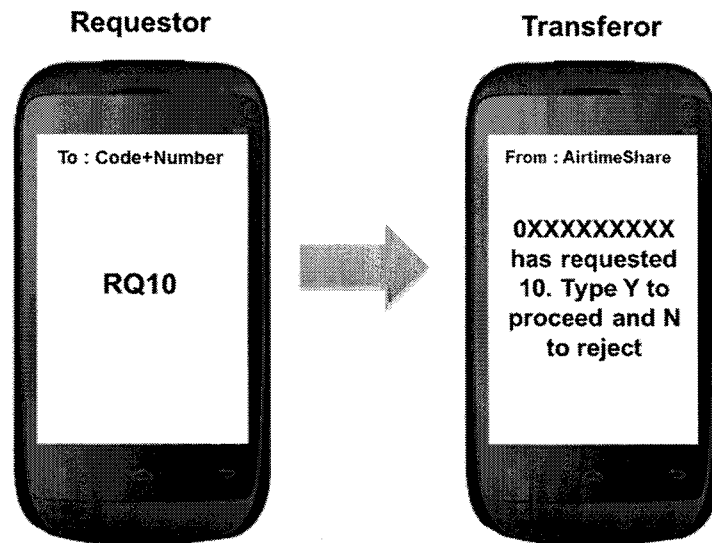 Requestor
To : Code+Number
RQ10
Transferor
From : AirtimeShare
0XXXXXXXXX
has requested
10. Type Y to
proceed and N
to reject